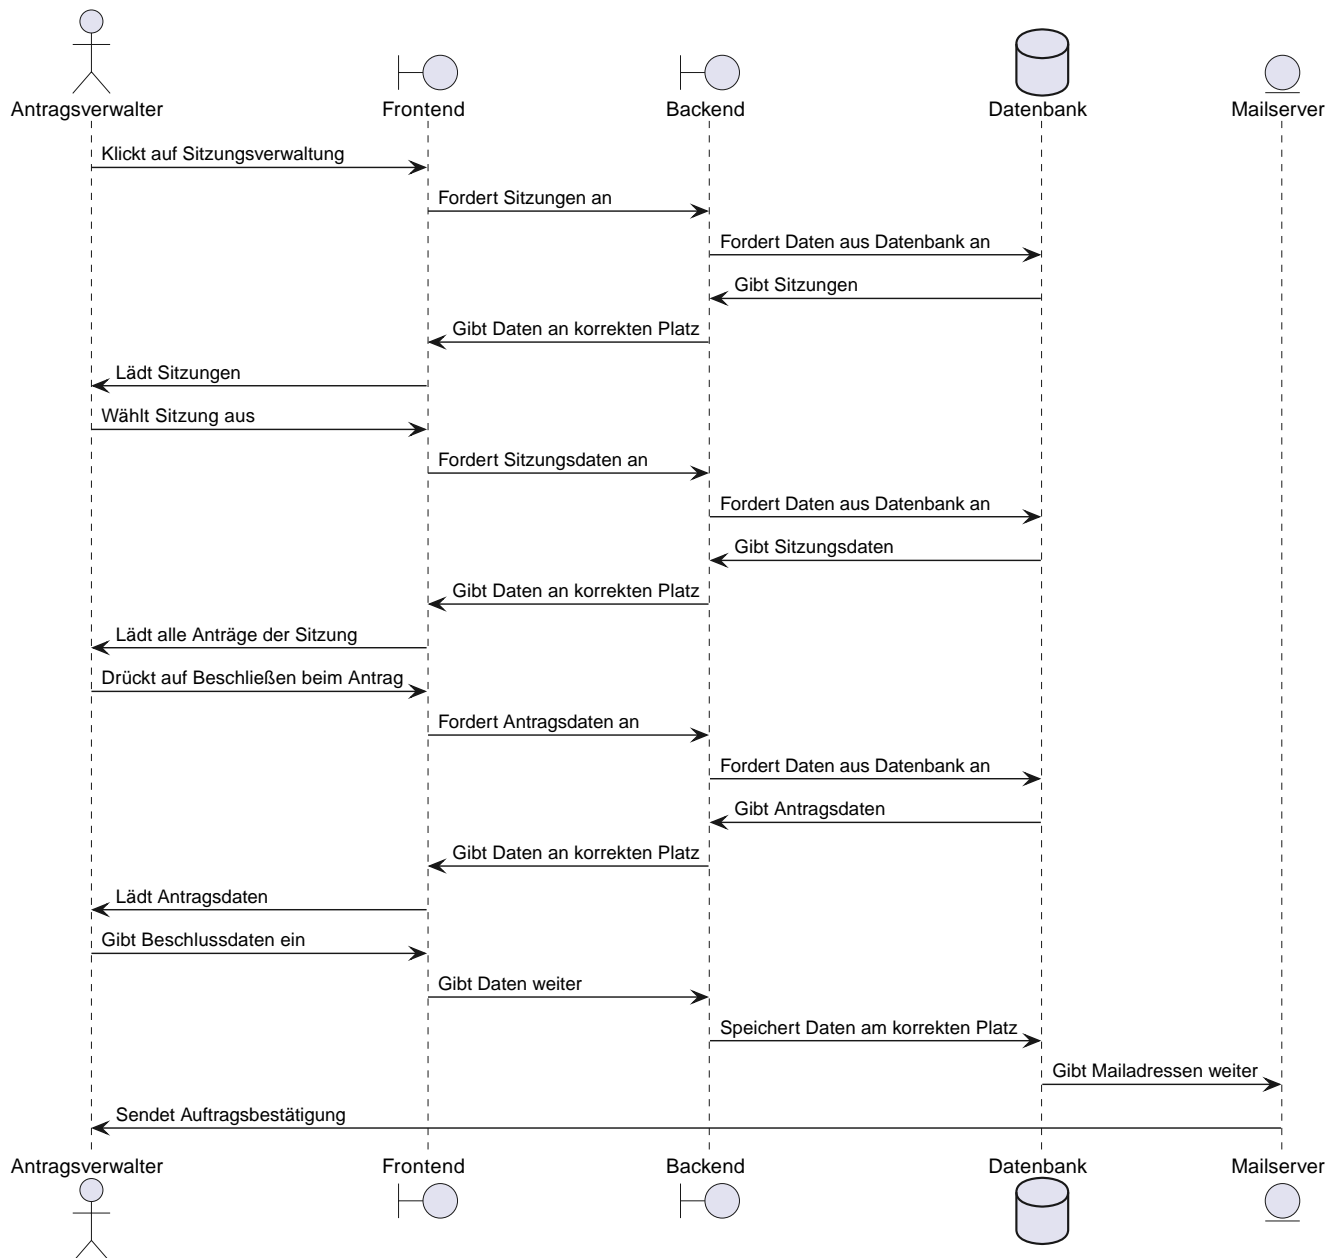 Antragsverwalter
Frontend
Backend
Datenbank
Mailserver
Klickt auf Sitzungsverwaltung
Fordert Sitzungen an
Fordert Daten aus Datenbank an
Gibt Sitzungen
Gibt Daten an korrekten Platz
Lädt Sitzungen
Wählt Sitzung aus
Fordert Sitzungsdaten an
Fordert Daten aus Datenbank an
Gibt Sitzungsdaten
Gibt Daten an korrekten Platz
Lädt alle Anträge der Sitzung
Drückt auf Beschließen beim Antrag
Fordert Antragsdaten an
Fordert Daten aus Datenbank an
Gibt Antragsdaten
Gibt Daten an korrekten Platz
Lädt Antragsdaten
Gibt Beschlussdaten ein
Gibt Daten weiter
Speichert Daten am korrekten Platz
Gibt Mailadressen weiter
Sendet Auftragsbestätigung
Antragsverwalter
Frontend
Backend
Datenbank
Mailserver